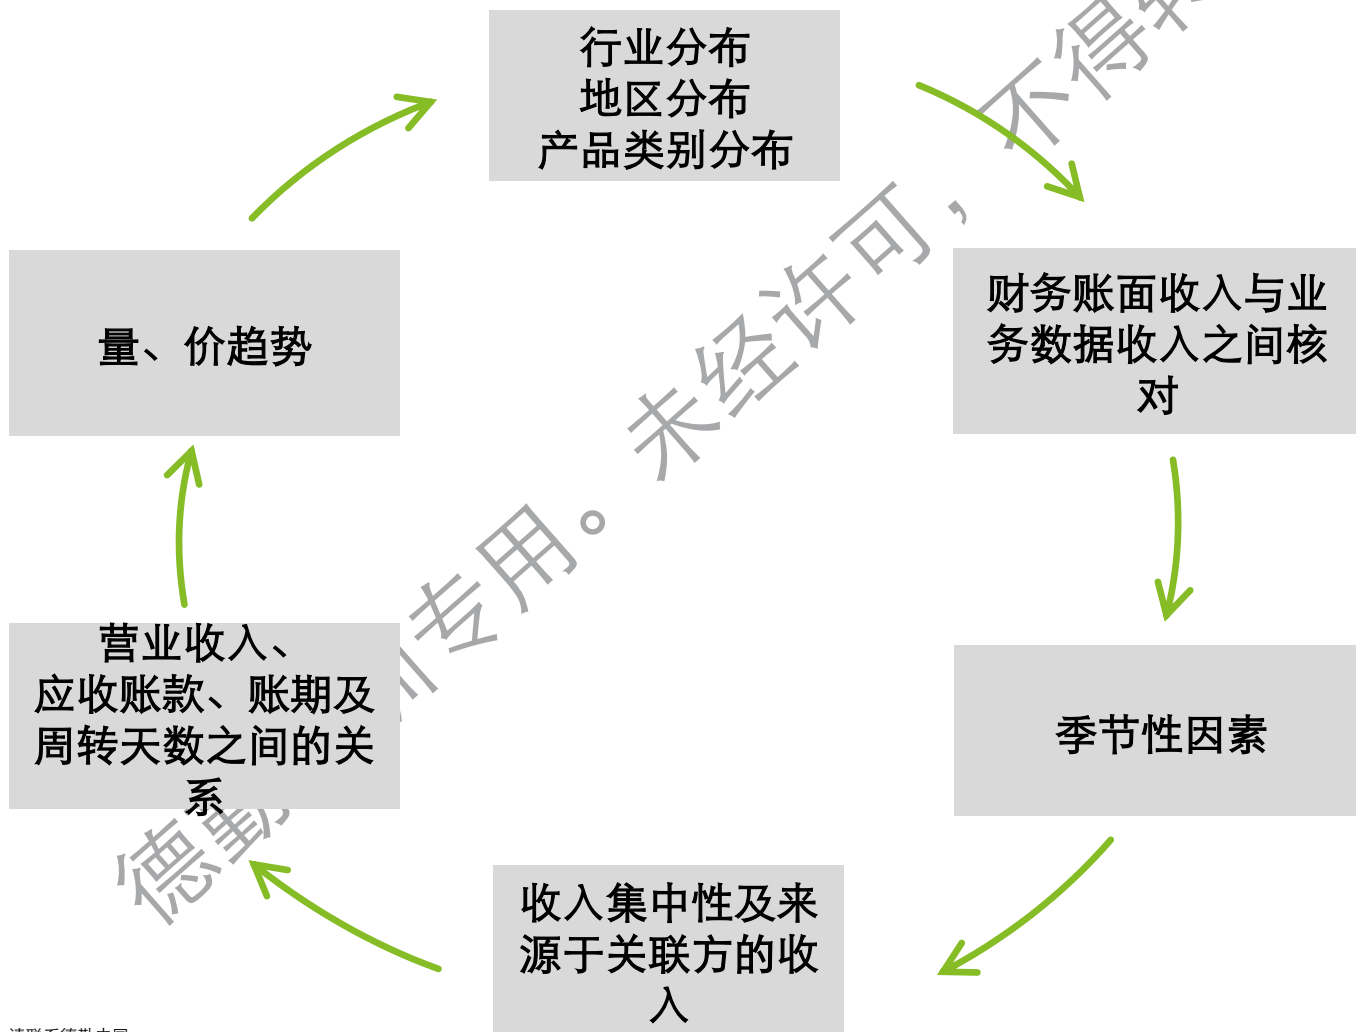 行业分布
地区分布
产品类别分布
财务账面收入与业
务数据收入之间核
对
季节性因素
收入集中性及来
源于关联方的收
入
营业收入、
应收账款、账期及
周转天数之间的关
系
量、价趋势
德勤
专用。未经许可，不得转